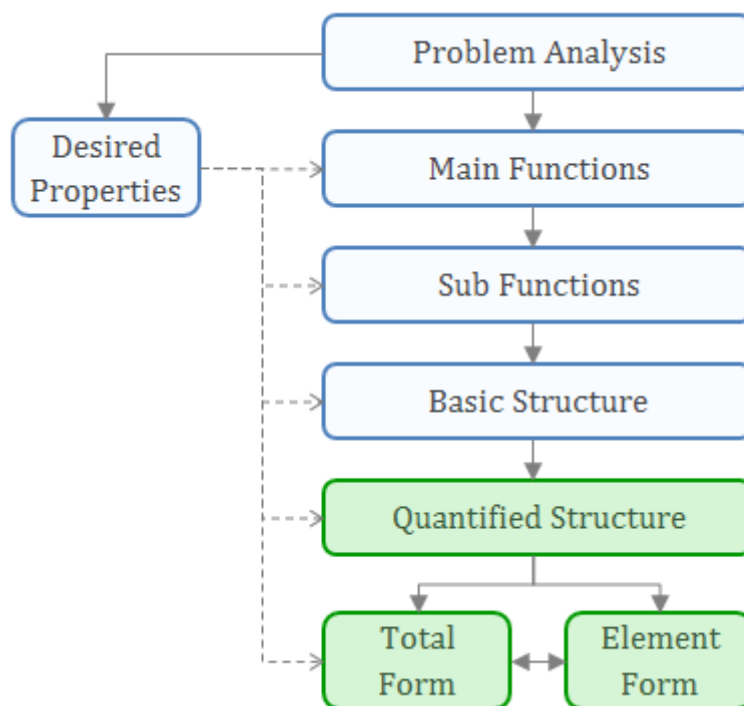 Problem Analysis
Desired
Properties
Main Functions
Sub Functions
Basic Structure
Quantified Structure
Total
Form
Element
Form